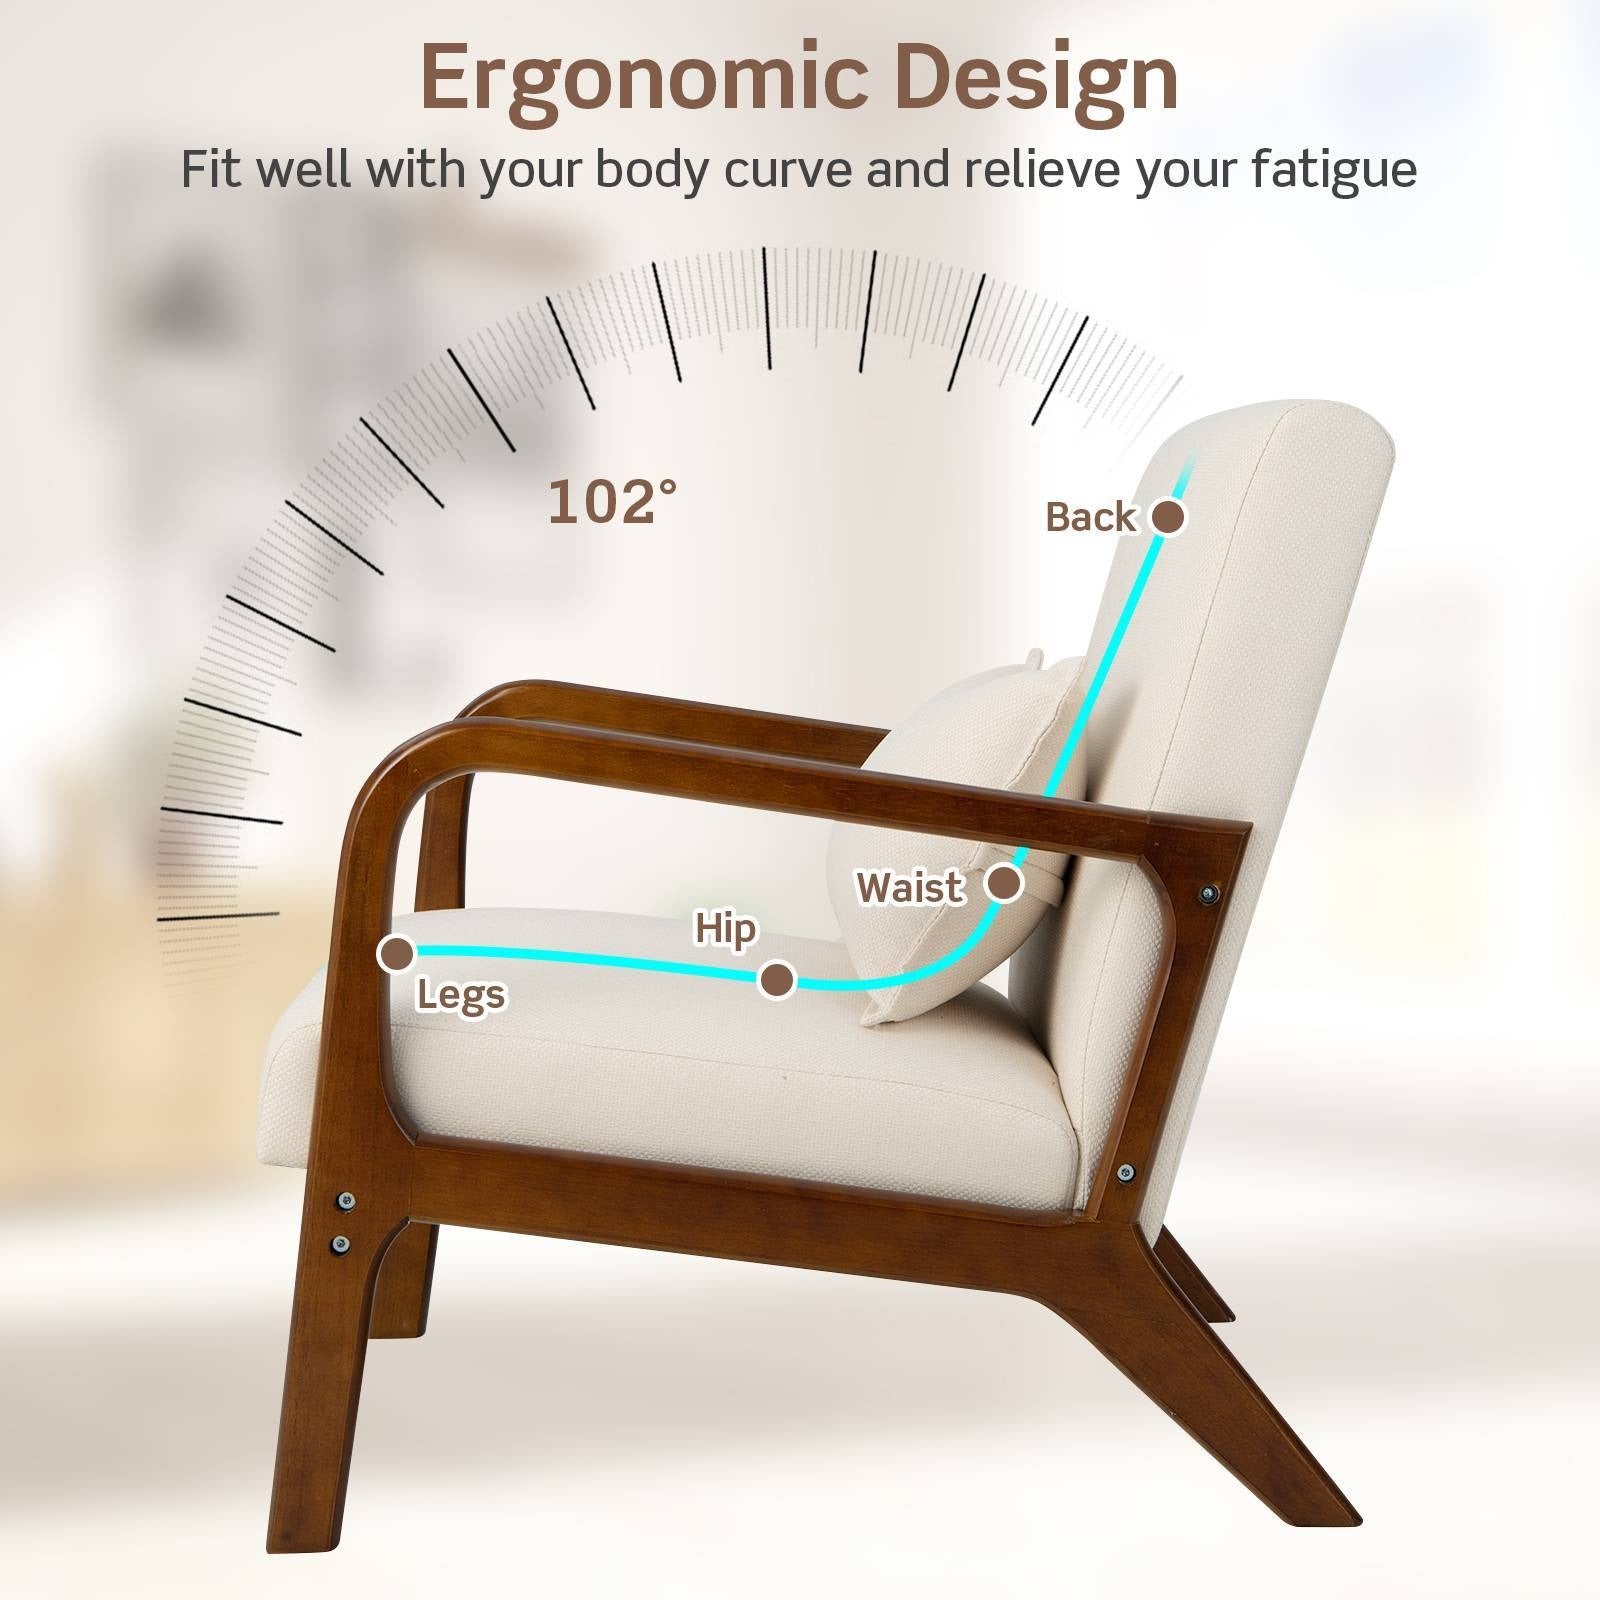 Ergonomic Design
Fit well with your body curve and relieve your fatigue
102°
Back
Waist
Hip
Legs